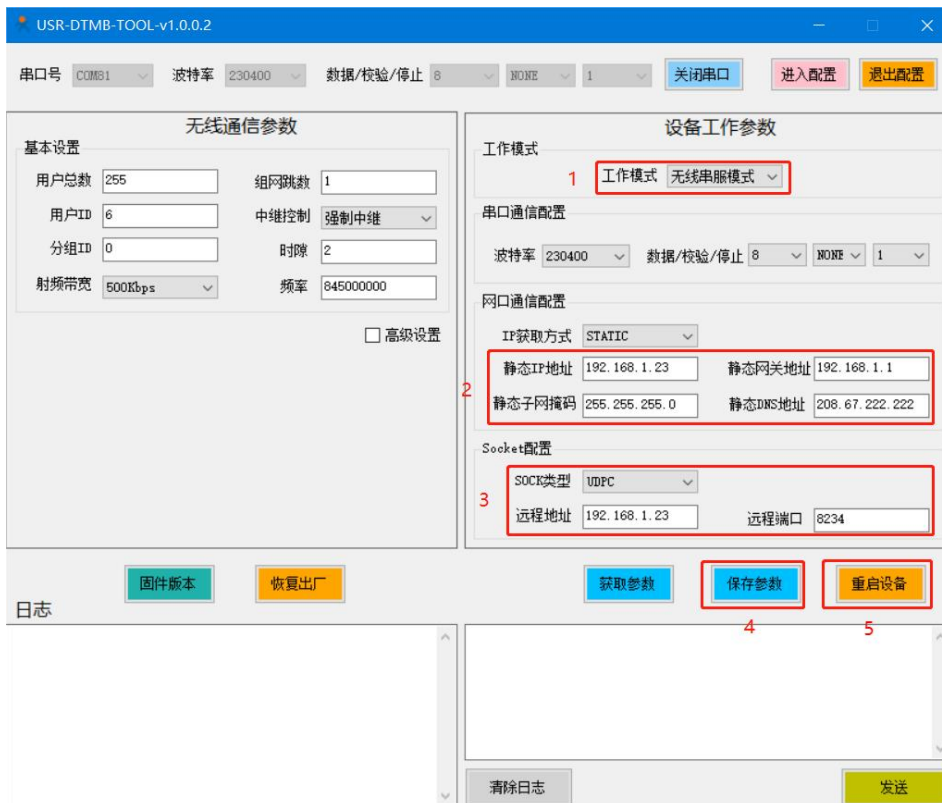 USR-DTMB-TOOL-v1.0.0.2
串口号 COM81 波特率 230400 数据/校验/停止 8 NONE 1 关闭串口 进入配置 退出配置
无线通信参数
基本设置
用户总数 255 组网跳数 1
用户ID 6 中继控制 强制中继
分组ID 0 时隙 2
射频带宽 500Kbps 频率 845000000
高级设置
设备工作参数
工作模式
1 工作模式 无线串服模式
串口通信配置
波特率 230400 数据/校验/停止 8 NONE 1
网口通信配置
IP获取方式 STATIC
静态IP地址 192.168.1.23 静态网关地址 192.168.1.1
2
静态子网掩码 255.255.255.0 静态DNS地址 208.67.222.222
Socket配置
SOCK类型 UDPC
3
远程地址 192.168.1.23 远程端口 8234
固件版本 恢复出厂 获取参数 保存参数 重启设备
日志
4 5
清除日志 发送